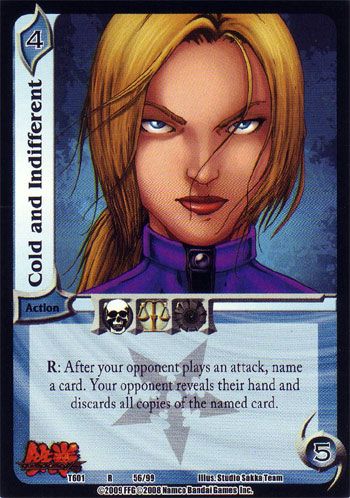 4
Cold and Indifferent
Action
R: After your opponent plays an attack, name
a card. Your opponent reveals their hand and
discards all copies of the named card.
鉄拳
5
T601 R 56/99 Illus. Studio Sakka Team
©2009 FFG ©2008 Namco Bandai Games, Inc.